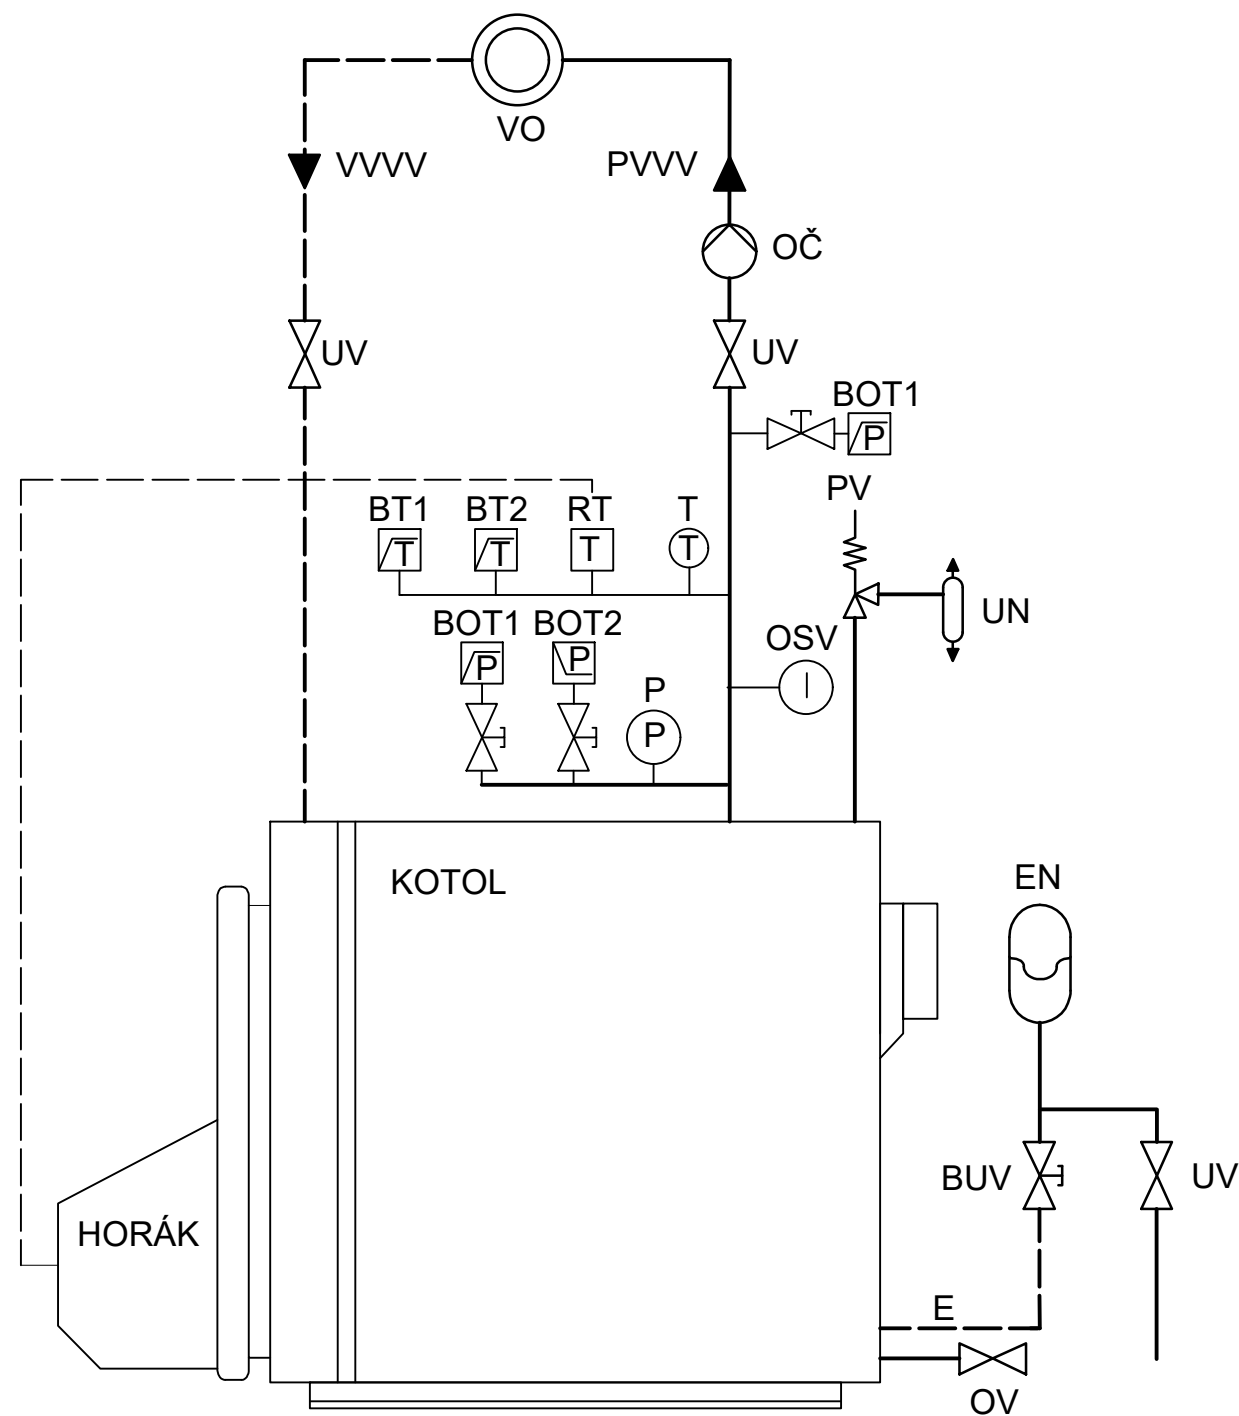 VO
VVVV
PVVV
OČ
UV
UV
BOT1
P
PV
BT1
BT2
RT
T
T
T
T
T
UN
BOT1
BOT2
OSV
P
P
P
I
P
KOTOL
EN
BUV
UV
HORÁK
E
OV